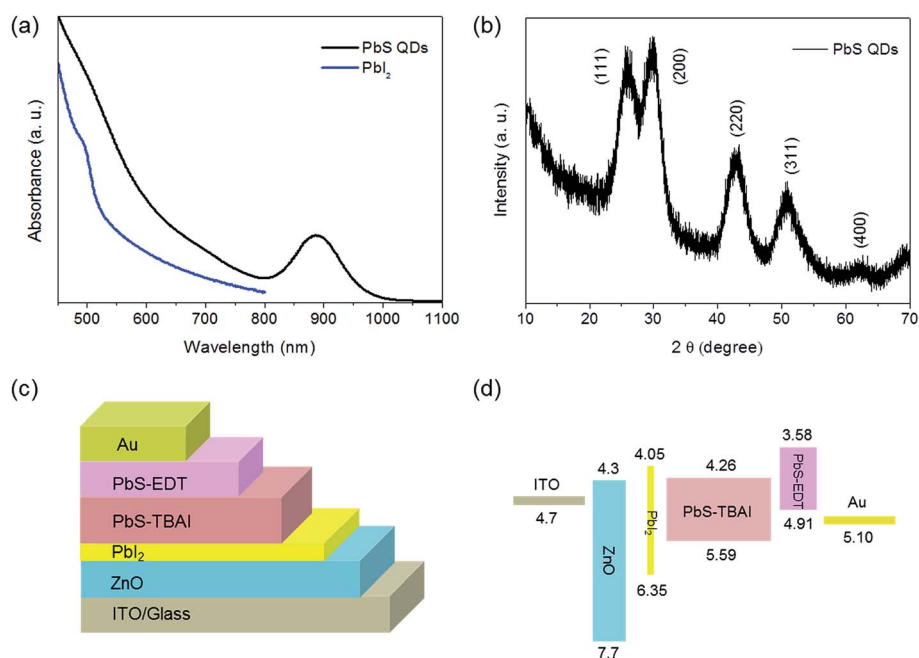 (a)
PbS QDs
PbI₂
Absorbance (a. u.)
500 600 700 800 900 1000 1100
Wavelength (nm)
(b)
PbS QDs
(111)
(200)
(220)
(311)
(400)
Intensity (a. u.)
10 20 30 40 50 60 70
2 θ (degree)
(c)
Au
PbS-EDT
PbS-TBAI
PbI₂
ZnO
ITO/Glass
(d)
ITO
4.7
4.3
ZnO
7.7
4.05
PbI₂
6.35
4.26
PbS-TBAI
5.59
3.58
PbS-EDT
4.91
Au
5.10